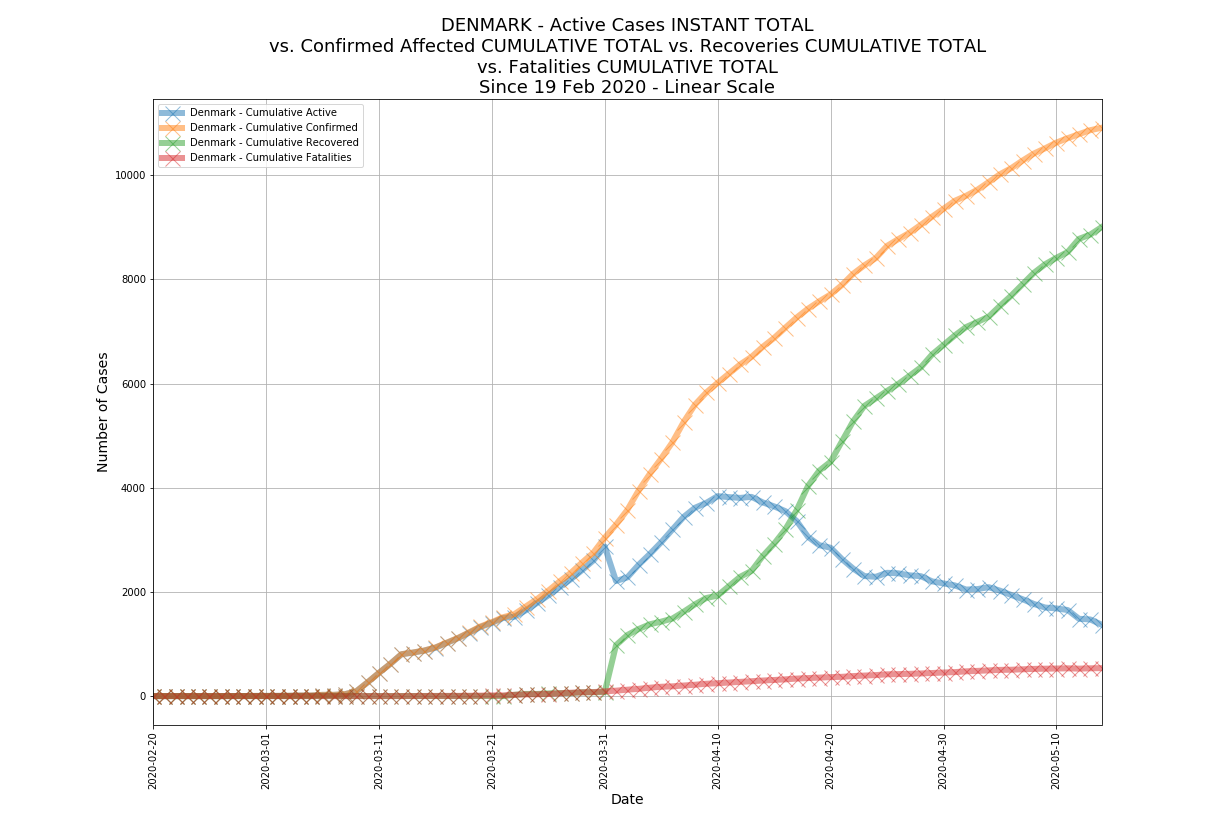 DENMARK - Active Cases INSTANT TOTAL
vs. Confirmed Affected CUMULATIVE TOTAL vs. Recoveries CUMULATIVE TOTAL
vs. Fatalities CUMULATIVE TOTAL
Since 19 Feb 2020 - Linear Scale
Denmark - Cumulative Active
Denmark - Cumulative Confirmed
Denmark - Cumulative Recovered
Denmark - Cumulative Fatalities
Number of Cases
10000
8000
6000
4000
2000
0
2020-02-20
2020-03-01
2020-03-11
2020-03-21
2020-03-31
2020-04-10
2020-04-20
2020-04-30
2020-05-10
Date